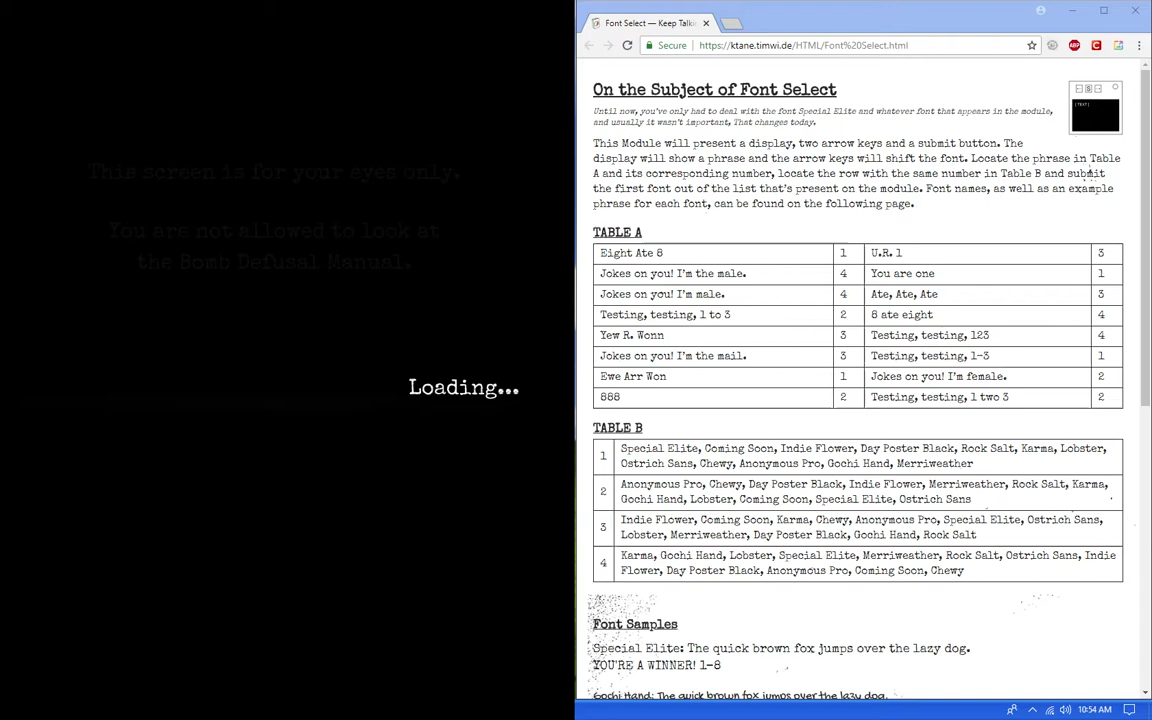 This screen is for your eyes only.
You are not allowed to look at
the Bomb Defusal Manual.
Loading...
Font Select — Keep Talki
Secure
https://ktane.timwi.de/HTML/Font%20Select.html
ABP
C
On the Subject of Font Select
Until now, you've only had to deal with the font Special Elite and whatever font that appears in the module,
and usually it wasn't important, That changes today.
This Module will present a display, two arrow keys and a submit button. The
display will show a phrase and the arrow keys will shift the font. Locate the phrase in Table
A and its corresponding number, locate the row with the same number in Table B and submit
the first font out of the list that's present on the module. Font names, as well as an example
phrase for each font, can be found on the following page.
TABLE A
Eight Ate 8 1 U.R. 1 3
Jokes on you! I'm the male. 4 You are one 1
Jokes on you! I'm male. 4 Ate, Ate, Ate 3
Testing, testing, 1 to 3 2 8 ate eight 4
Yew R. Wonn 3 Testing, testing, 123 4
Jokes on you! I'm the mail. 3 Testing, testing, 1-3 1
Ewe Arr Won 1 Jokes on you! I'm female. 2
888 2 Testing, testing, 1 two 3 2
TABLE B
1 Special Elite, Coming Soon, Indie Flower, Day Poster Black, Rock Salt, Karma, Lobster,
Ostrich Sans, Chewy, Anonymous Pro, Gochi Hand, Merriweather
2 Anonymous Pro, Chewy, Day Poster Black, Indie Flower, Merriweather, Rock Salt, Karma,
Gochi Hand, Lobster, Coming Soon, Special Elite, Ostrich Sans
3 Indie Flower, Coming Soon, Karma, Chewy, Anonymous Pro, Special Elite, Ostrich Sans,
Lobster, Merriweather, Day Poster Black, Gochi Hand, Rock Salt
4 Karma, Gochi Hand, Lobster, Special Elite, Merriweather, Rock Salt, Ostrich Sans, Indie
Flower, Day Poster Black, Anonymous Pro, Coming Soon, Chewy
Font Samples
Special Elite: The quick brown fox jumps over the lazy dog.
YOU'RE A WINNER! 1-8
Gochi Hand: The quick brown fox jumps over the lazy dog.
10:54 AM